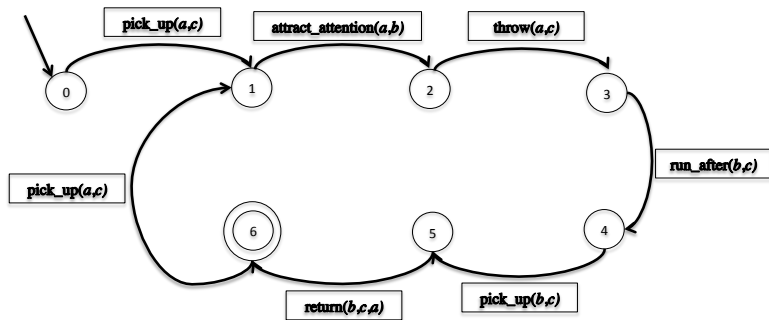 pick_up(a,c)
attract_attention(a,b)
throw(a,c)
0
1
2
3
run_after(b,c)
pick_up(a,c)
6
5
4
return(b,c,a)
pick_up(b,c)